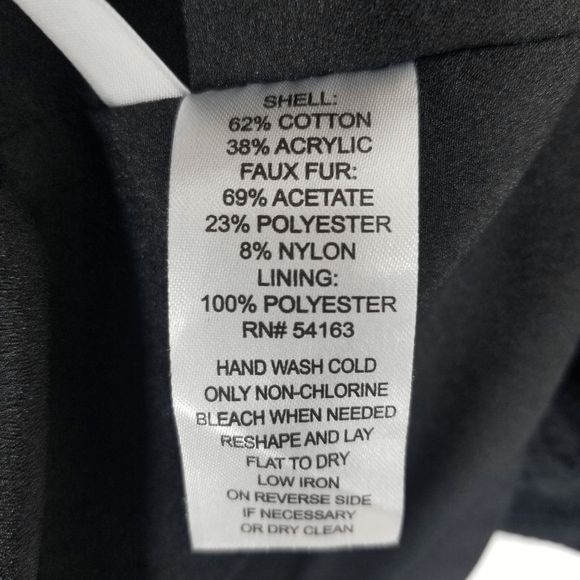 SHELL:
62% COTTON
38% ACRYLIC
FAUX FUR:
69% ACETATE
23% POLYESTER
8% NYLON
LINING:
100% POLYESTER
RN# 54163
HAND WASH COLD
ONLY NON-CHLORINE
BLEACH WHEN NEEDED
RESHAPE AND LAY
FLAT TO DRY
LOW IRON
ON REVERSE SIDE
IF NECESSARY
OR DRY CLEAN